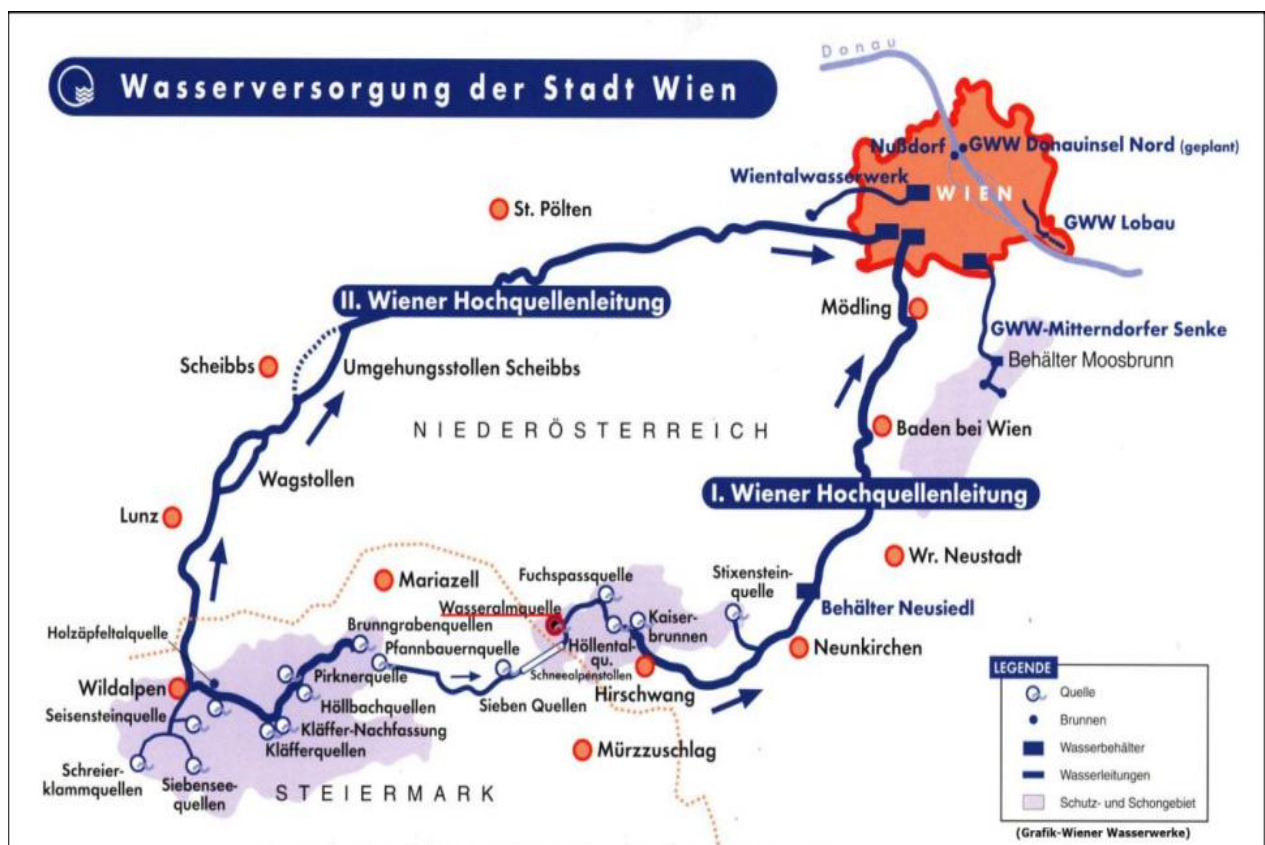 Wasserversorgung der Stadt Wien
Donau
Nußdorf
GWW Donauinsel Nord (geplant)
Wientalwasserwerk
WIEN
St. Pölten
GWW Lobau
II. Wiener Hochquellenleitung
Mödling
GWW-Mitterndorfer Senke
Behälter Moosbrunn
Scheibbs
Umgehungsstollen Scheibbs
NIEDERÖSTERREICH
Baden bei Wien
Wagstollen
I. Wiener Hochquellenleitung
Lunz
Wr. Neustadt
Mariazell
Fuchspassquelle
Stixenstein-
quelle
Wasseralmquelle
Behälter Neusiedl
Holzäpfeltalquelle
Brunngrabenquellen
Kaiser-
brunnen
Pfannbauernquelle
Höllental-
qu.
Neunkirchen
Schneealpenstollen
Wildalpen
Pirknerquelle
Hirschwang
Höllbachquellen
Sieben Quellen
Seisensteinquelle
Kläffer-Nachfassung
Kläfferquellen
Mürzzuschlag
Schreier-
klammquellen
Siebensee-
quellen
STEIERMARK
LEGENDE
Quelle
Brunnen
Wasserbehälter
Wasserleitungen
Schutz- und Schongebiet
(Grafik-Wiener Wasserwerke)